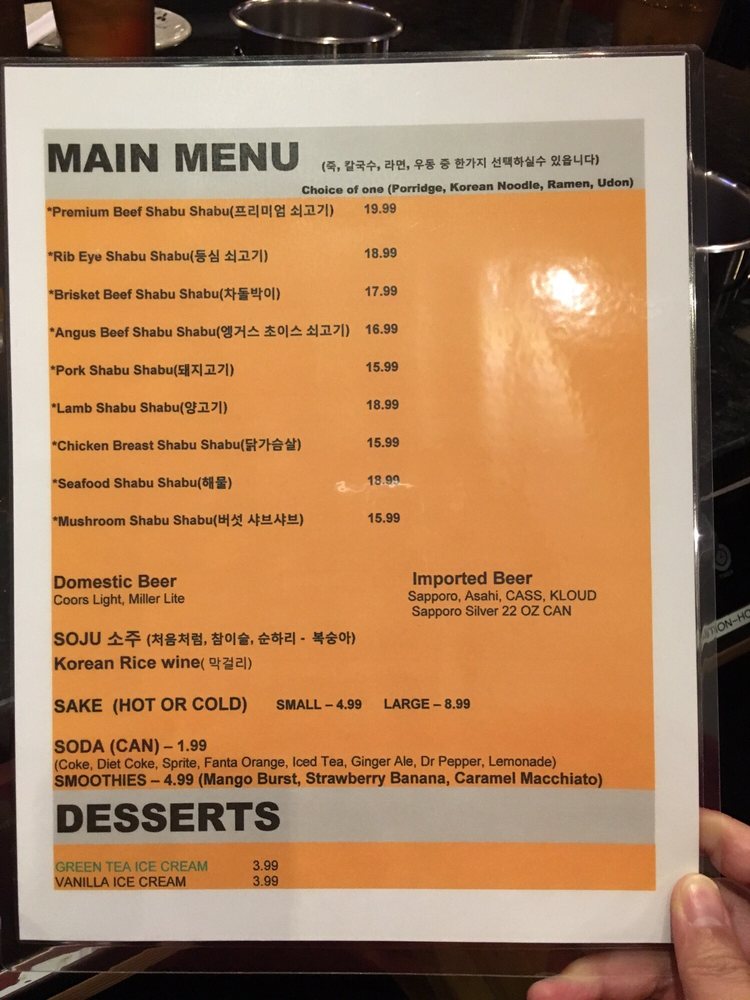 MAIN MENU (죽, 칼국수, 라면, 우동 중 한가지 선택하실수 있읍니다)
Choice of one (Porridge, Korean Noodle, Ramen, Udon)
*Premium Beef Shabu Shabu(프리미엄 쇠고기) 19.99
*Rib Eye Shabu Shabu(등심 쇠고기) 18.99
*Brisket Beef Shabu Shabu(차돌박이) 17.99
*Angus Beef Shabu Shabu(엥거스 초이스 쇠고기) 16.99
*Pork Shabu Shabu(돼지고기) 15.99
*Lamb Shabu Shabu(양고기) 18.99
*Chicken Breast Shabu Shabu(닭가슴살) 15.99
*Seafood Shabu Shabu(해물) 18.99
*Mushroom Shabu Shabu(버섯 샤브샤브) 15.99
Domestic Beer
Coors Light, Miller Lite
Imported Beer
Sapporo, Asahi, CASS, KLOUD
Sapporo Silver 22 OZ CAN
SOJU 소주 (처음처럼, 참이슬, 순하리 - 복숭아)
Korean Rice wine( 막걸리)
SAKE (HOT OR COLD) SMALL – 4.99 LARGE – 8.99
SODA (CAN) – 1.99
(Coke, Diet Coke, Sprite, Fanta Orange, Iced Tea, Ginger Ale, Dr Pepper, Lemonade)
SMOOTHIES – 4.99 (Mango Burst, Strawberry Banana, Caramel Macchiato)
DESSERTS
GREEN TEA ICE CREAM 3.99
VANILLA ICE CREAM 3.99